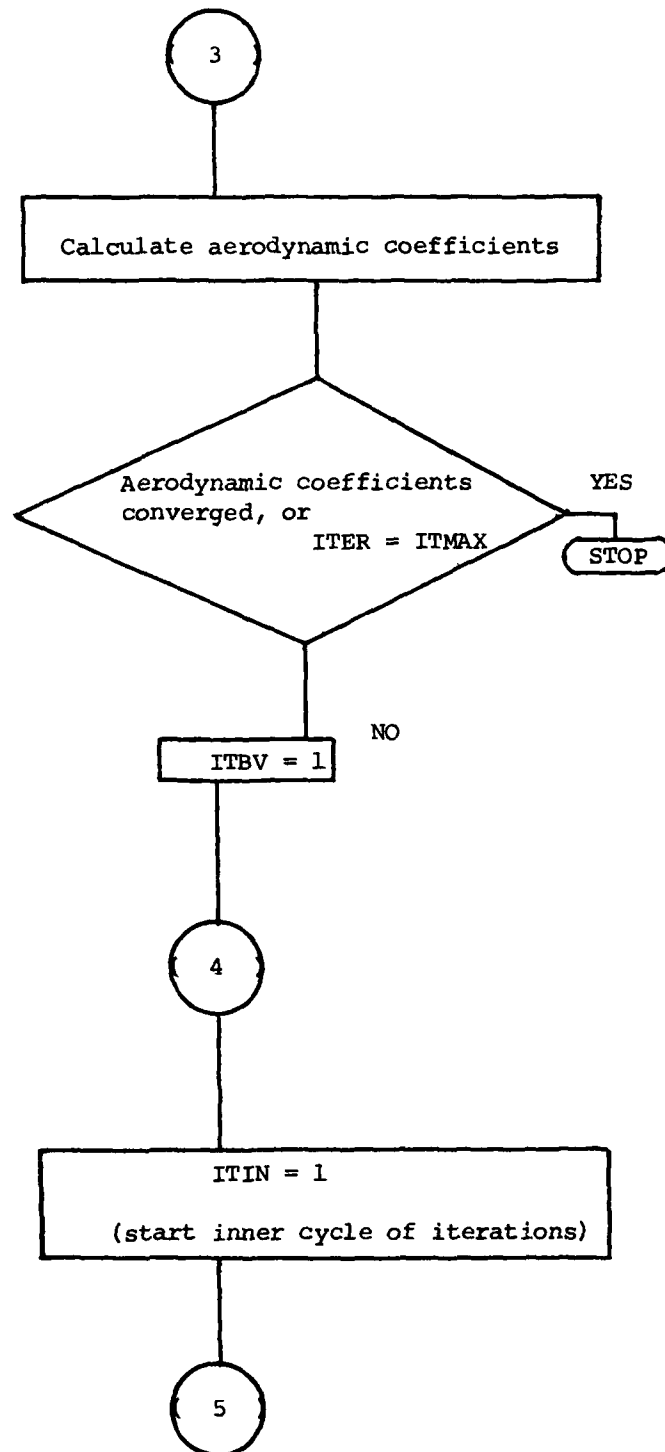 3
Calculate aerodynamic coefficients
Aerodynamic coefficients
converged, or
ITER = ITMAX
YES
STOP
NO
ITBV = 1
4
ITIN = 1
(start inner cycle of iterations)
5